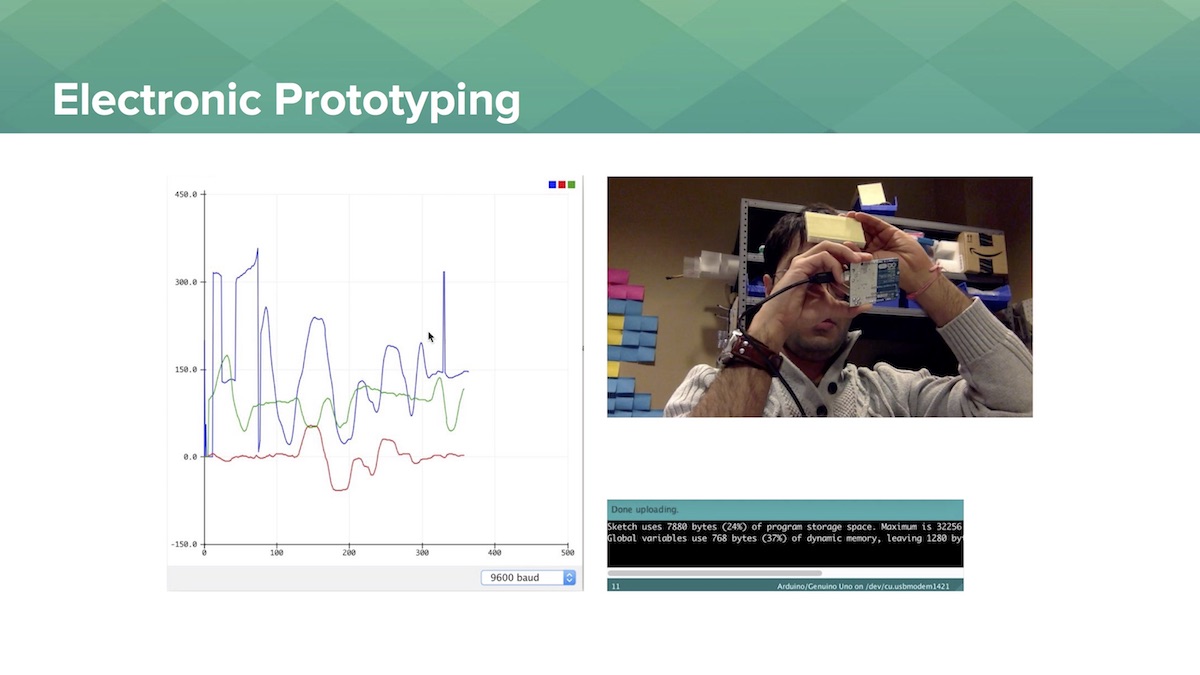 Electronic Prototyping
450.0
300.0
150.0
0.0
-150.0
0 100 200 300 400 500
9600 baud
Done uploading.
Sketch uses 7880 bytes (24%) of program storage space. Maximum is 32256
Global variables use 768 bytes (37%) of dynamic memory, leaving 1280 by
11 Arduino/Genuino Uno on /dev/cu.usbmodem1421